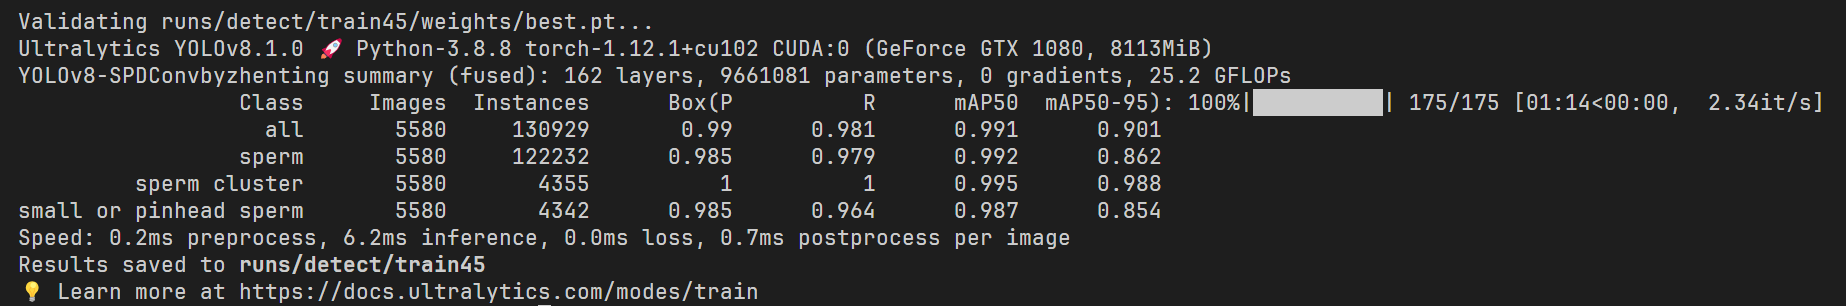 Validating runs/detect/train45/weights/best.pt...
Ultralytics YOLOv8.1.0 🚀 Python-3.8.8 torch-1.12.1+cu102 CUDA:0 (GeForce GTX 1080, 8113MiB)
YOLOv8-SPDConvbyzhenting summary (fused): 162 layers, 9661081 parameters, 0 gradients, 25.2 GFLOPs
Class Images Instances Box(P R mAP50 mAP50-95): 100%|██████████| 175/175 [01:14<00:00, 2.34it/s]
all 5580 130929 0.99 0.981 0.991 0.901
sperm 5580 122232 0.985 0.979 0.992 0.862
sperm cluster 5580 4355 1 1 0.995 0.988
small or pinhead sperm 5580 4342 0.985 0.964 0.987 0.854
Speed: 0.2ms preprocess, 6.2ms inference, 0.0ms loss, 0.7ms postprocess per image
Results saved to runs/detect/train45
💡 Learn more at https://docs.ultralytics.com/modes/train